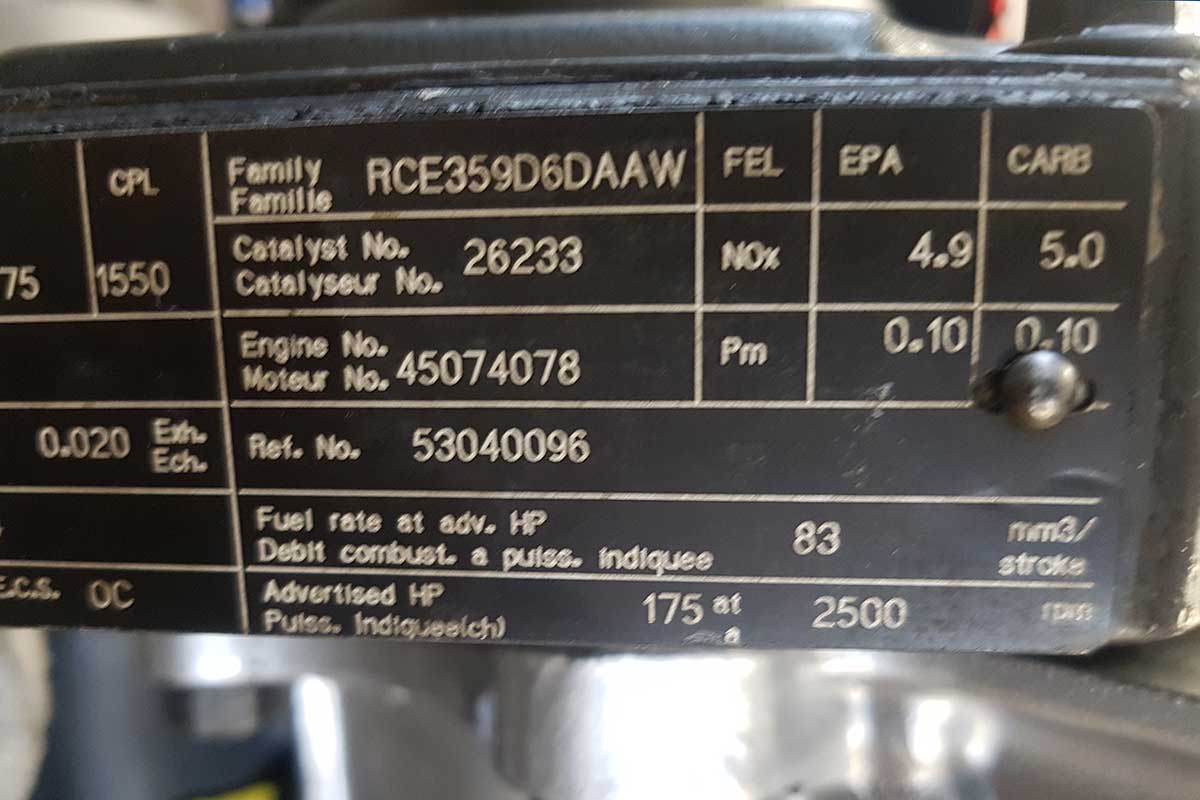 CPL
75 1550
Family
Famille RCE359D6DAAW
FEL EPA CARB
Catalyst No.
Catalyseur No. 26233
NOx 4.9 5.0
Engine No.
Moteur No. 45074078
Pm 0.10 0.10
0.020 Exh.
Ech.
Ref. No. 53040096
Fuel rate at adv. HP
Debit combust. a puiss. indiquee 83 mm3/
stroke
E.C.S. OC
Advertised HP
Puiss. Indiquee(ch) 175 at
a 2500 rpm